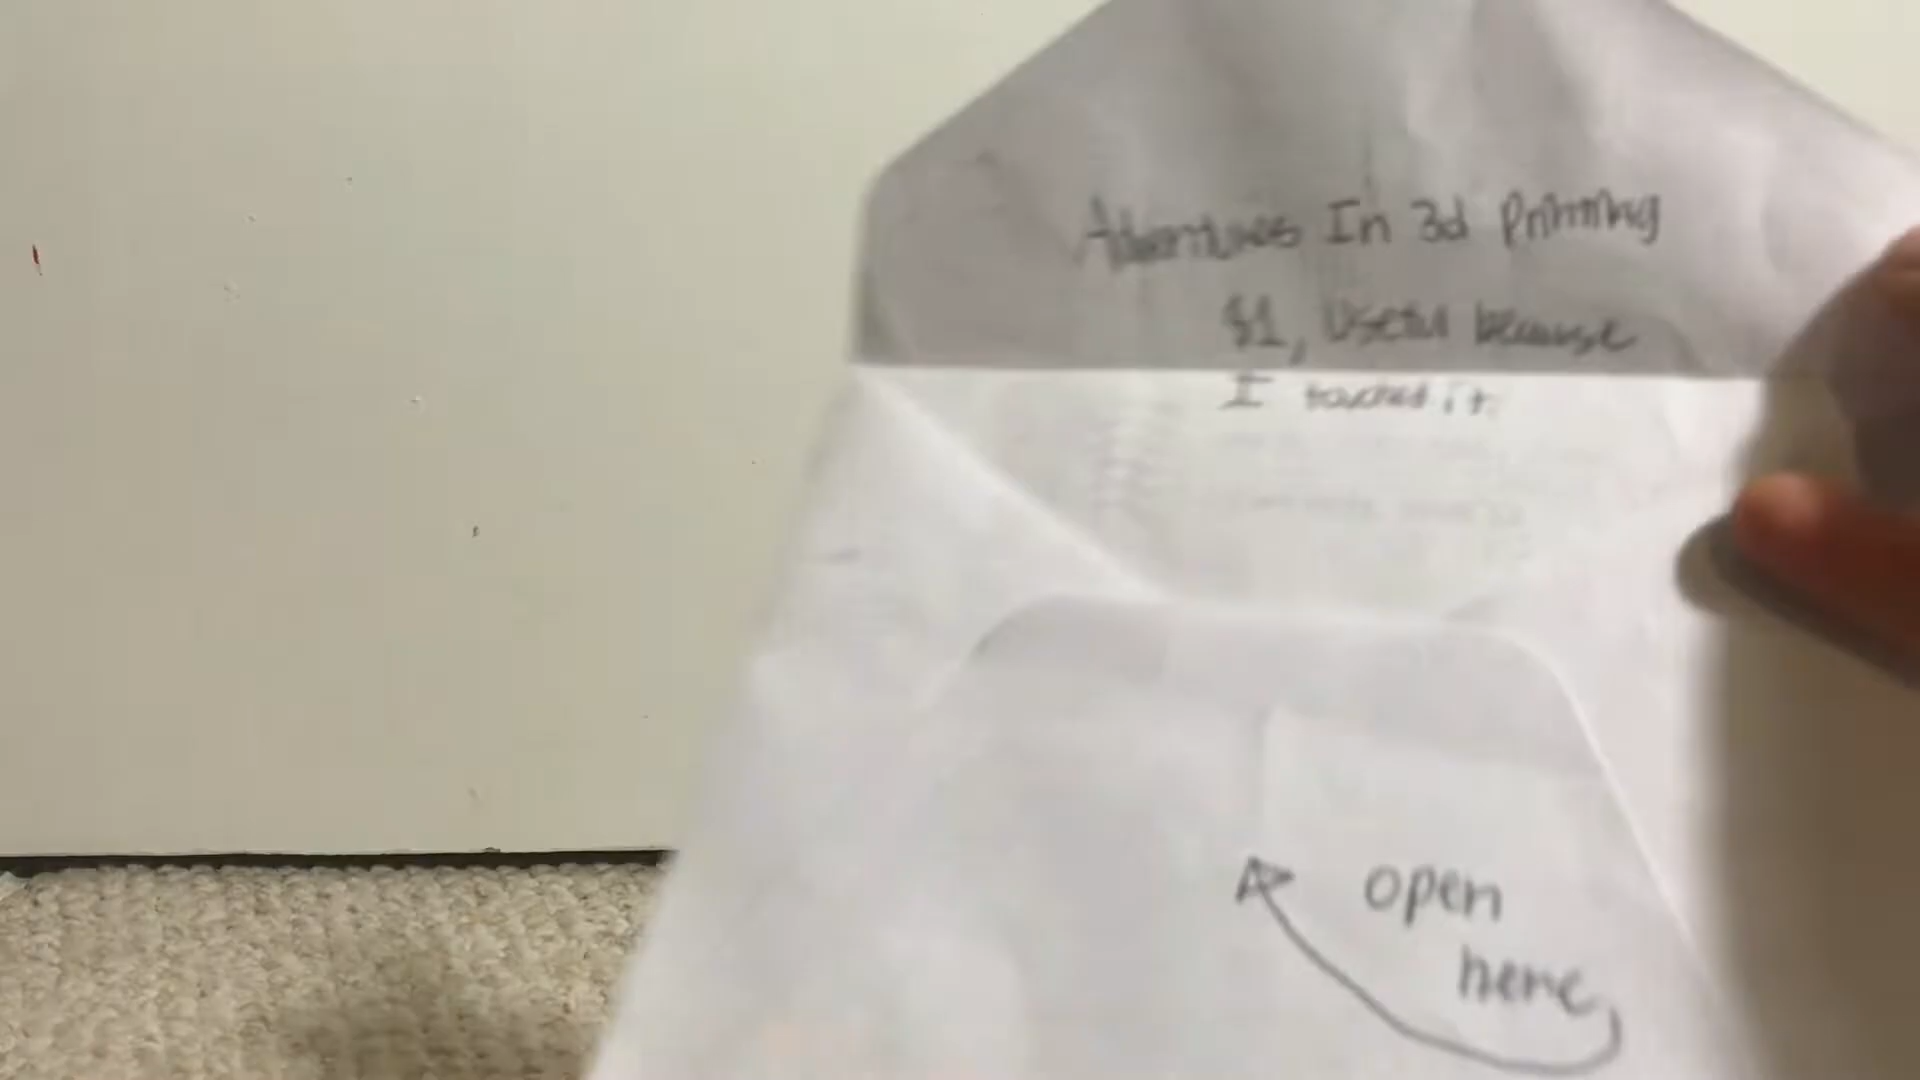 Adventures In 3d Printing
$1, Useful because
I touched it.
open
here